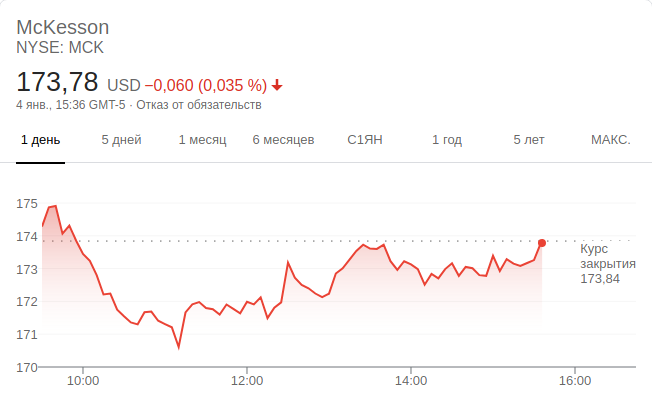 McKesson
NYSE: MCK
173,78 USD −0,060 (0,035 %)
4 янв., 15:36 GMT-5 · Отказ от обязательств
1 день 5 дней 1 месяц 6 месяцев С1ЯН 1 год 5 лет МАКС.
175
174
173
172
171
170
Курс
закрытия
173,84
10:00 12:00 14:00 16:00